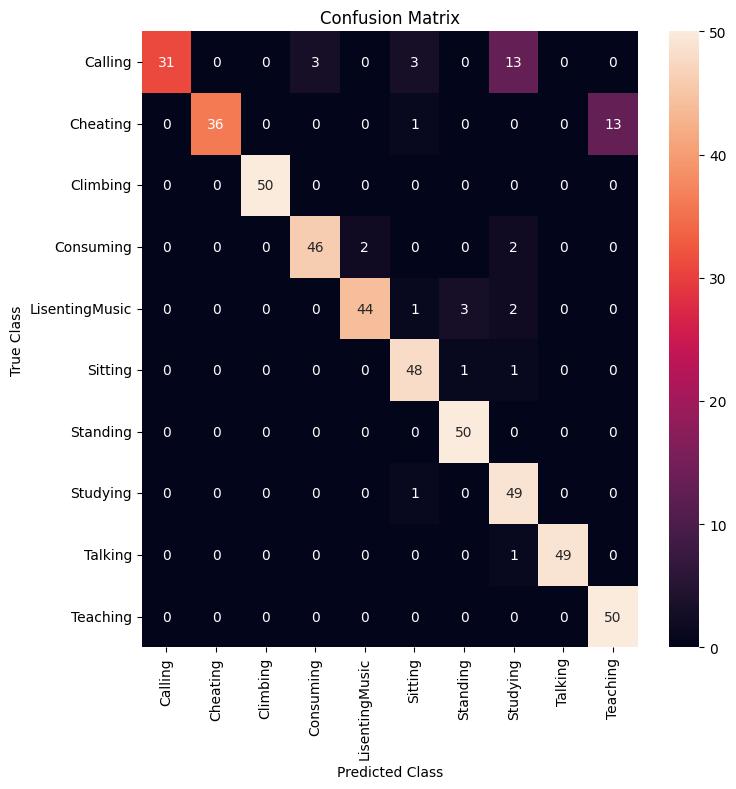 Confusion Matrix
Calling 31 0 0 3 0 3 0 13 0 0
Cheating 0 36 0 0 0 1 0 0 0 13
Climbing 0 0 50 0 0 0 0 0 0 0
Consuming 0 0 0 46 2 0 0 2 0 0
LisentingMusic 0 0 0 0 44 1 3 2 0 0
Sitting 0 0 0 0 0 48 1 1 0 0
Standing 0 0 0 0 0 0 50 0 0 0
Studying 0 0 0 0 0 1 0 49 0 0
Talking 0 0 0 0 0 0 0 1 49 0
Teaching 0 0 0 0 0 0 0 0 0 50
True Class
Calling Cheating Climbing Consuming LisentingMusic Sitting Standing Studying Talking Teaching
Predicted Class
50
40
30
20
10
0